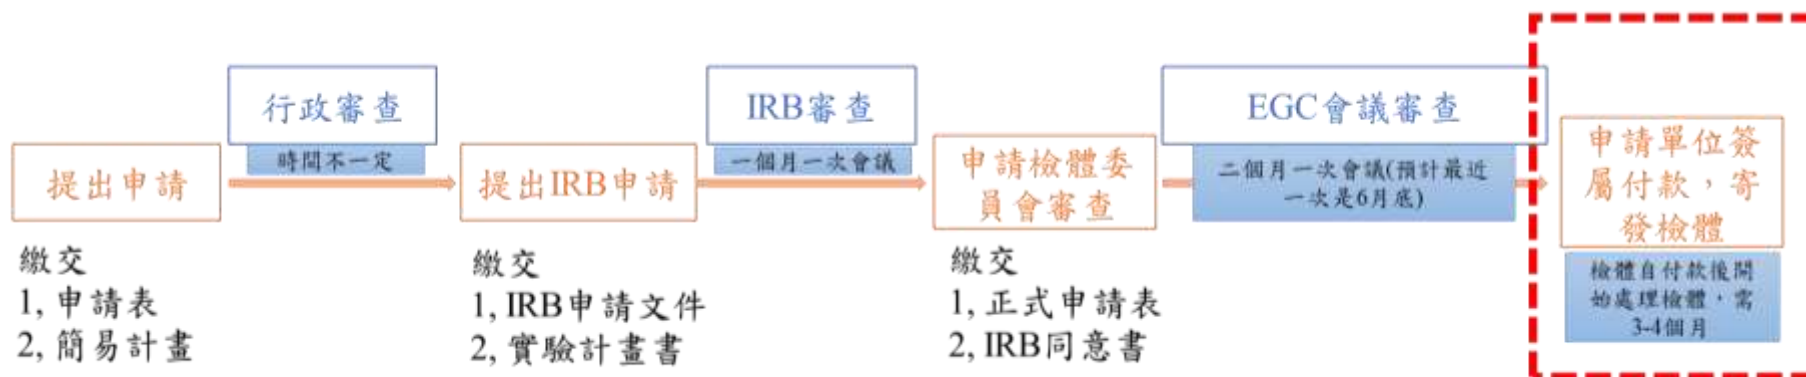 行政審查
時間不一定
IRB審查
一個月一次會議
EGC會議審查
二個月一次會議(預計最近
一次是6月底)
提出申請
提出IRB申請
申請檢體委
員會審查
申請單位簽
屬付款，寄
發檢體
檢體自付款後開
始處理檢體，需
3-4個月
繳交
1, 申請表
2, 簡易計畫
繳交
1, IRB申請文件
2, 實驗計畫書
繳交
1, 正式申請表
2, IRB同意書